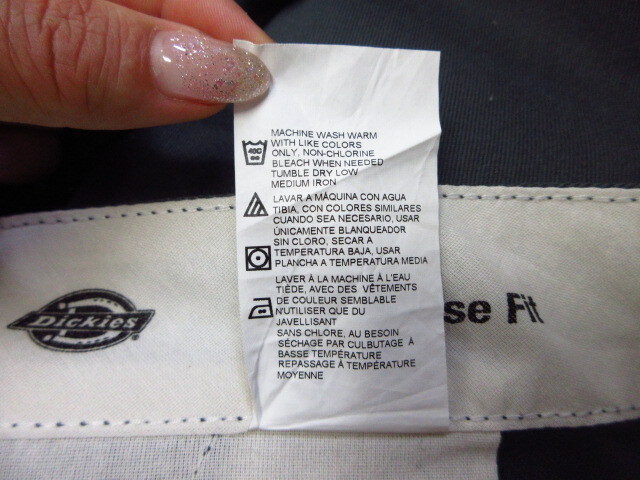 MACHINE WASH WARM
WITH LIKE COLORS
ONLY, NON-CHLORINE
BLEACH WHEN NEEDED
TUMBLE DRY LOW
MEDIUM IRON
40C
LAVAR A MÁQUINA CON AGUA
TIBIA, CON COLORES SIMILARES
CUANDO SEA NECESARIO, USAR
ÚNICAMENTE BLANQUEADOR
SIN CLORO, SECAR A
TEMPERATURA BAJA, USAR
PLANCHA A TEMPERATURA MEDIA
LAVER À LA MACHINE À L'EAU
TIÈDE, AVEC DES VÊTEMENTS
DE COULEUR SEMBLABLE
N'UTILISER QUE DU
JAVELLISANT
SANS CHLORE, AU BESOIN
SÉCHAGE PAR CULBUTAGE À
BASSE TEMPÉRATURE
REPASSAGE À TEMPÉRATURE
MOYENNE
Dickies
se Fit